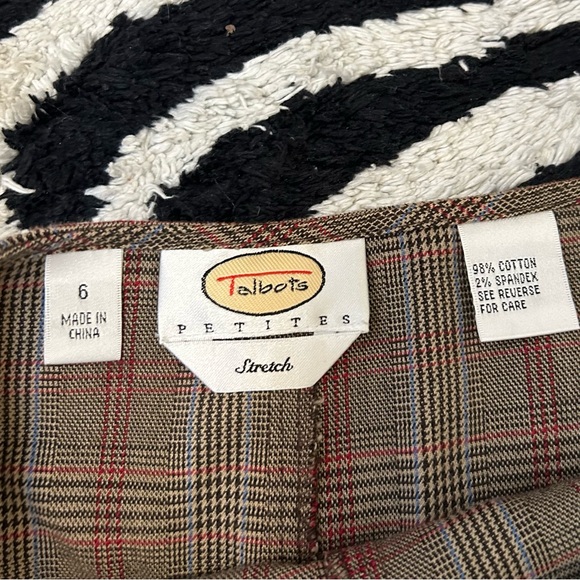 6
MADE IN
CHINA
Talbots
PETITES
Stretch
98% COTTON
2% SPANDEX
SEE REVERSE
FOR CARE